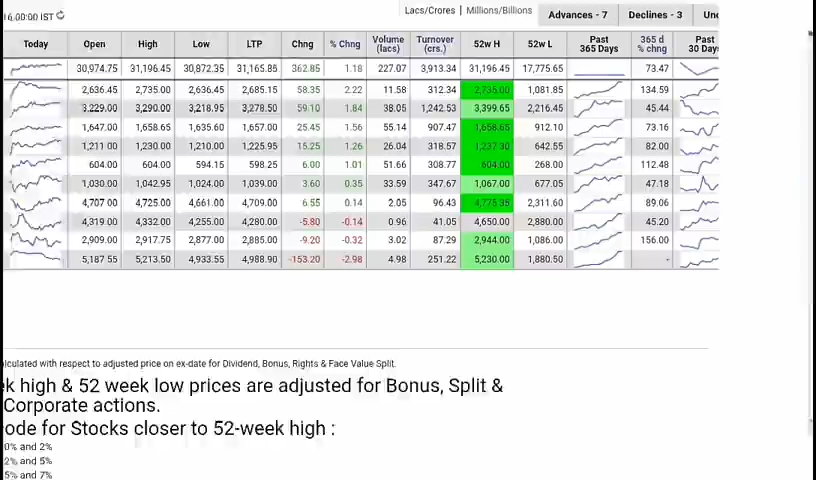 16:00:00 IST
Lacs/Crores | Millions/Billions
Advances - 7
Declines - 3
Today Open High Low LTP Chng % Chng Volume (lacs) Turnover (crs.) 52w H 52w L Past 365 Days 365 d % chng Past 30 Days
30,974.75 31,196.45 30,872.35 31,165.85 362.85 1.18 227.07 3,913.34 31,196.45 17,775.65 73.47
2,636.45 2,735.00 2,636.45 2,685.15 58.35 2.22 11.58 312.34 2,735.00 1,081.85 134.59
3,229.00 3,290.00 3,218.95 3,278.50 59.10 1.84 38.05 1,242.53 3,399.65 2,216.45 45.44
1,647.00 1,658.65 1,635.60 1,657.00 25.45 1.56 55.14 907.47 1,658.65 912.10 73.16
1,211.00 1,230.00 1,210.00 1,225.95 15.25 1.26 26.04 318.57 1,237.30 642.55 82.00
604.00 604.00 594.15 598.25 6.00 1.01 51.66 308.77 604.00 268.00 112.48
1,030.00 1,042.95 1,024.00 1,039.00 3.60 0.35 33.59 347.67 1,067.00 677.05 47.18
4,707.00 4,725.00 4,661.00 4,709.00 6.55 0.14 2.05 96.43 4,775.35 2,311.60 89.06
4,319.00 4,332.00 4,255.00 4,280.00 -5.80 -0.14 0.96 41.05 4,650.00 2,880.00 45.20
2,909.00 2,917.75 2,877.00 2,885.00 -9.20 -0.32 3.02 87.29 2,944.00 1,086.00 156.00
5,187.55 5,213.50 4,933.55 4,988.90 -153.20 -2.98 4.98 251.22 5,230.00 1,880.50 -
alculated with respect to adjusted price on ex-date for Dividend, Bonus, Rights & Face Value Split.
ek high & 52 week low prices are adjusted for Bonus, Split &
Corporate actions.
ode for Stocks closer to 52-week high :
0% and 2%
2% and 5%
5% and 7%